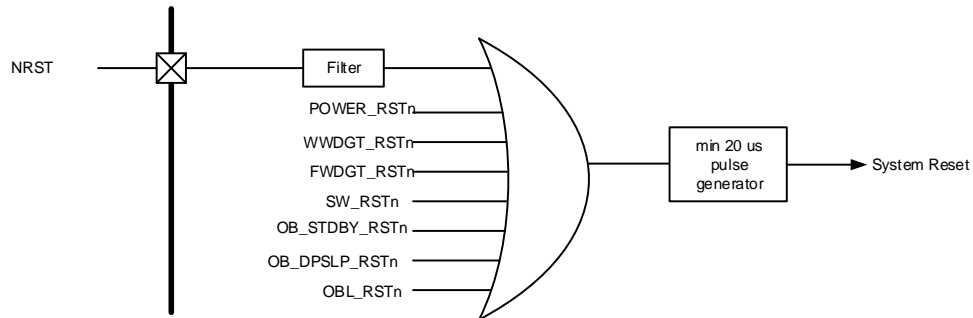 NRST
Filter
POWER_RSTn
WWDGT_RSTn
FWDGT_RSTn
SW_RSTn
OB_STDBY_RSTn
OB_DPSLP_RSTn
OBL_RSTn
min 20 us
pulse
generator
System Reset